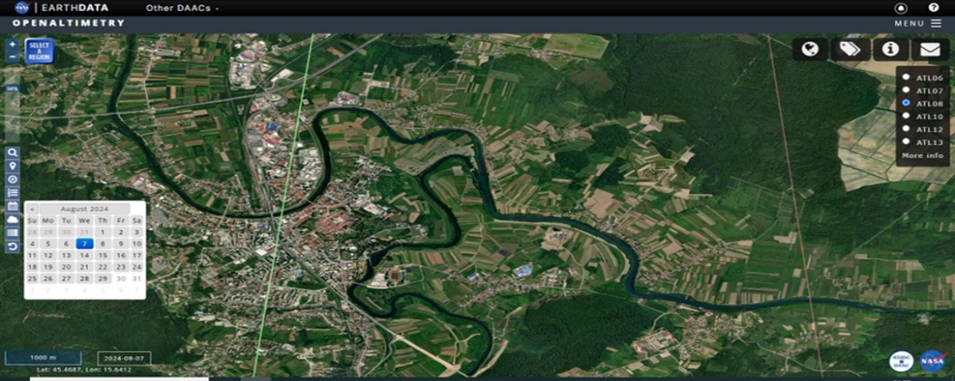 EARTHDATA Other DAACs -
OPENALTIMETRY
MENU
+
SELECT
A
REGION
−
50%
ATL06
ATL07
ATL08
ATL10
ATL12
ATL13
More info
« August 2024
Su Mo Tu We Th Fr Sa
28 29 30 31 1 2 3
4 5 6 7 8 9 10
11 12 13 14 15 16 17
18 19 20 21 22 23 24
25 26 27 28 29 30 31
1 2 3 4 5 6 7
1000 m
2024-08-07
Lat: 45.4687, Lon: 15.6412
NSIDC
DAAC
NASA